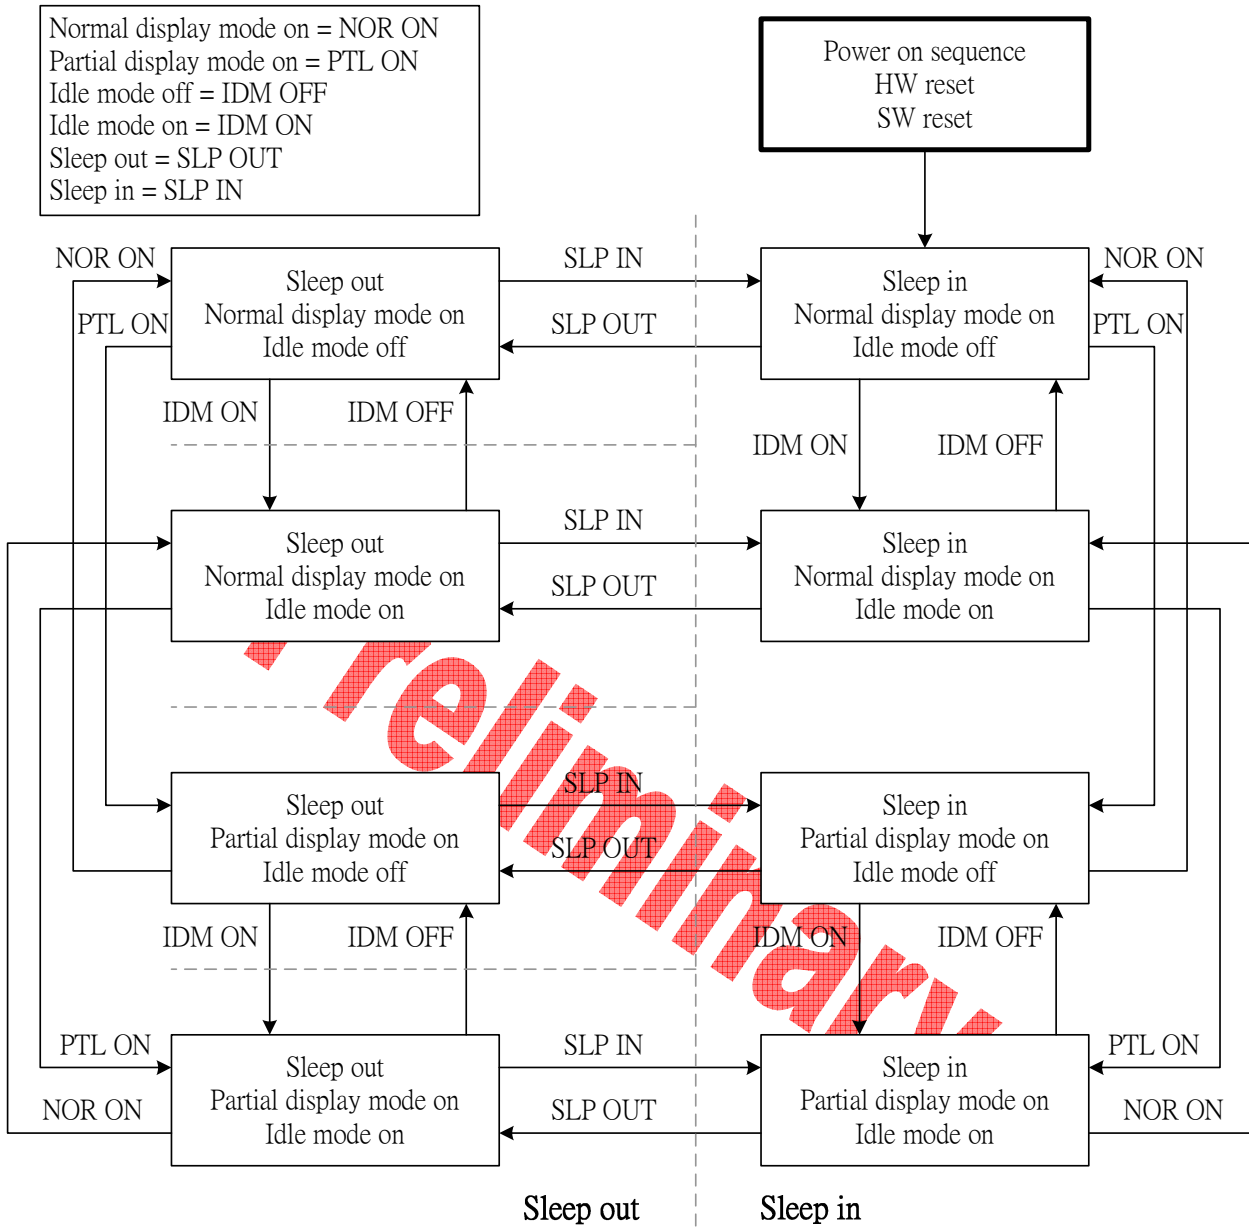 Normal display mode on = NOR ON
Partial display mode on = PTL ON
Idle mode off = IDM OFF
Idle mode on = IDM ON
Sleep out = SLP OUT
Sleep in = SLP IN
Power on sequence
HW reset
SW reset
NOR ON
SLP IN
NOR ON
Sleep out
Normal display mode on
Idle mode off
Sleep in
Normal display mode on
Idle mode off
PTL ON
SLP OUT
PTL ON
IDM ON
IDM OFF
IDM ON
IDM OFF
SLP IN
Sleep out
Normal display mode on
Idle mode on
Sleep in
Normal display mode on
Idle mode on
SLP OUT
Preliminary
SLP IN
Sleep out
Partial display mode on
Idle mode off
Sleep in
Partial display mode on
Idle mode off
SLP OUT
IDM ON
IDM OFF
IDM ON
IDM OFF
PTL ON
SLP IN
PTL ON
Sleep out
Partial display mode on
Idle mode on
Sleep in
Partial display mode on
Idle mode on
NOR ON
SLP OUT
NOR ON
Sleep out
Sleep in